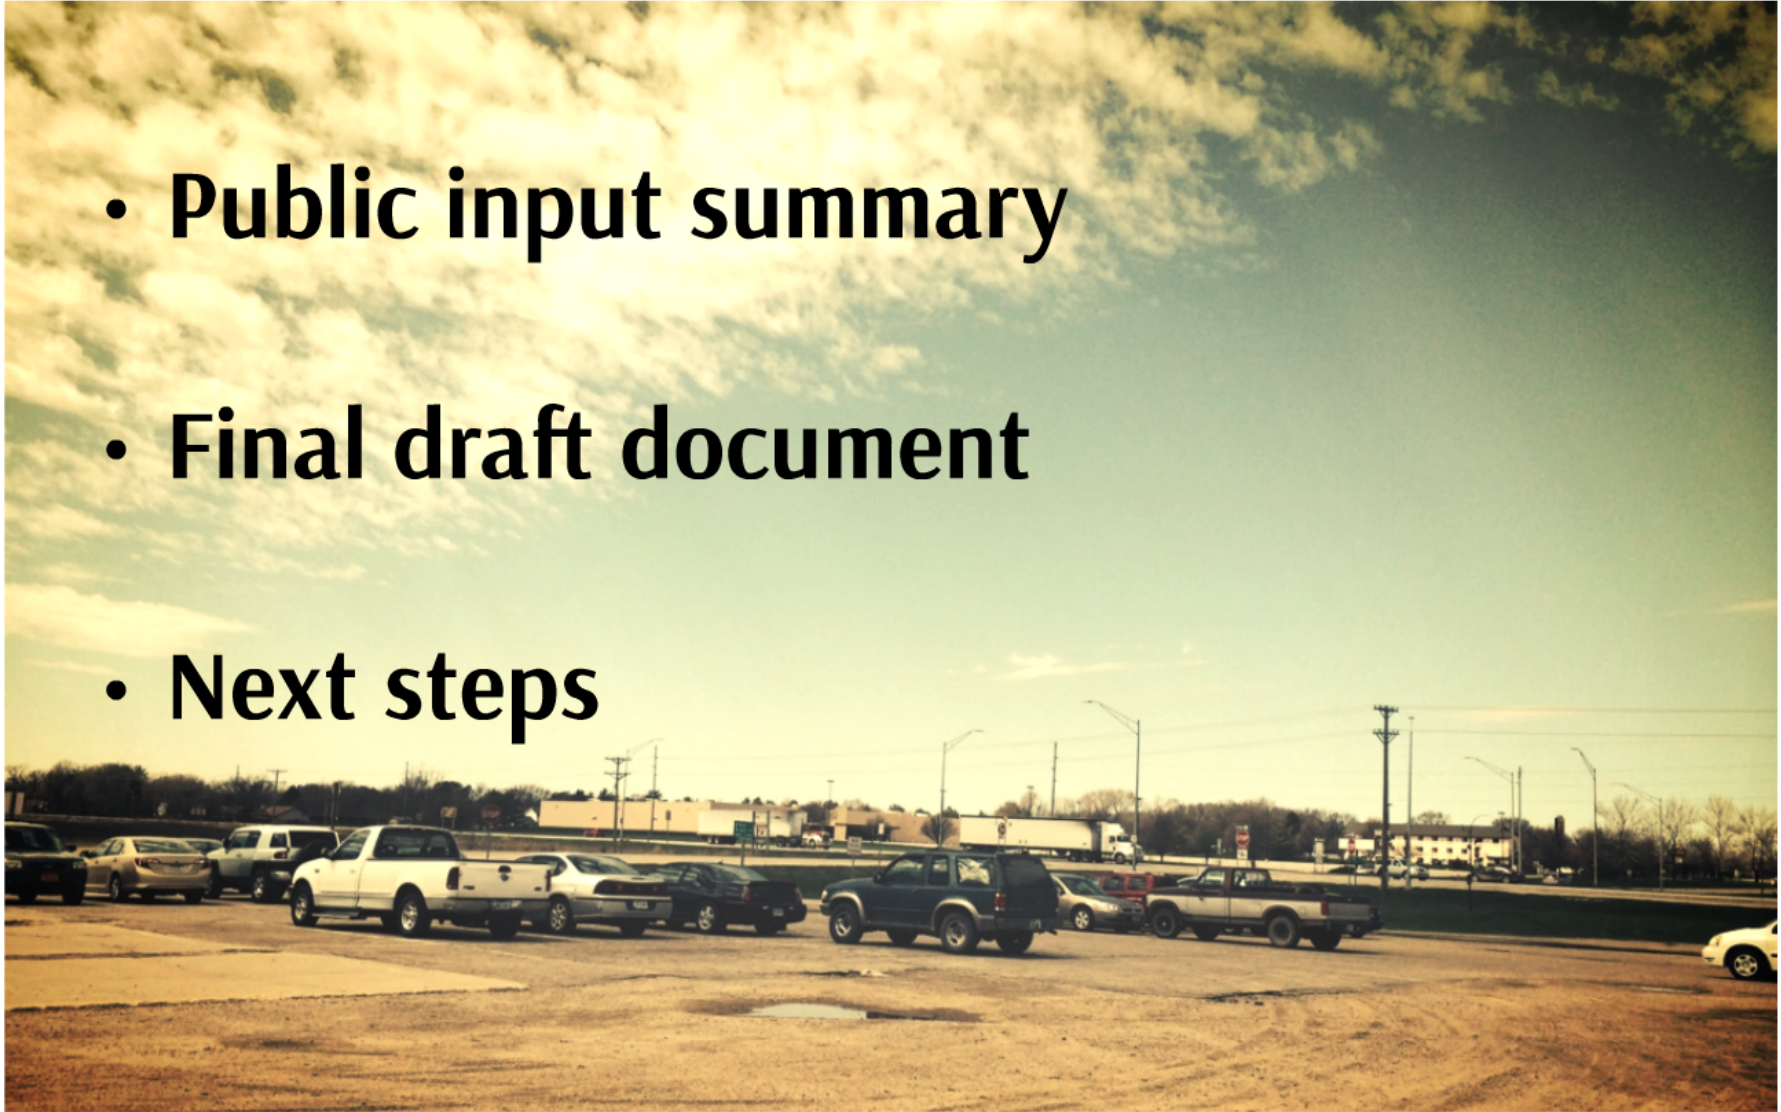 • Public input summary
• Final draft document
• Next steps